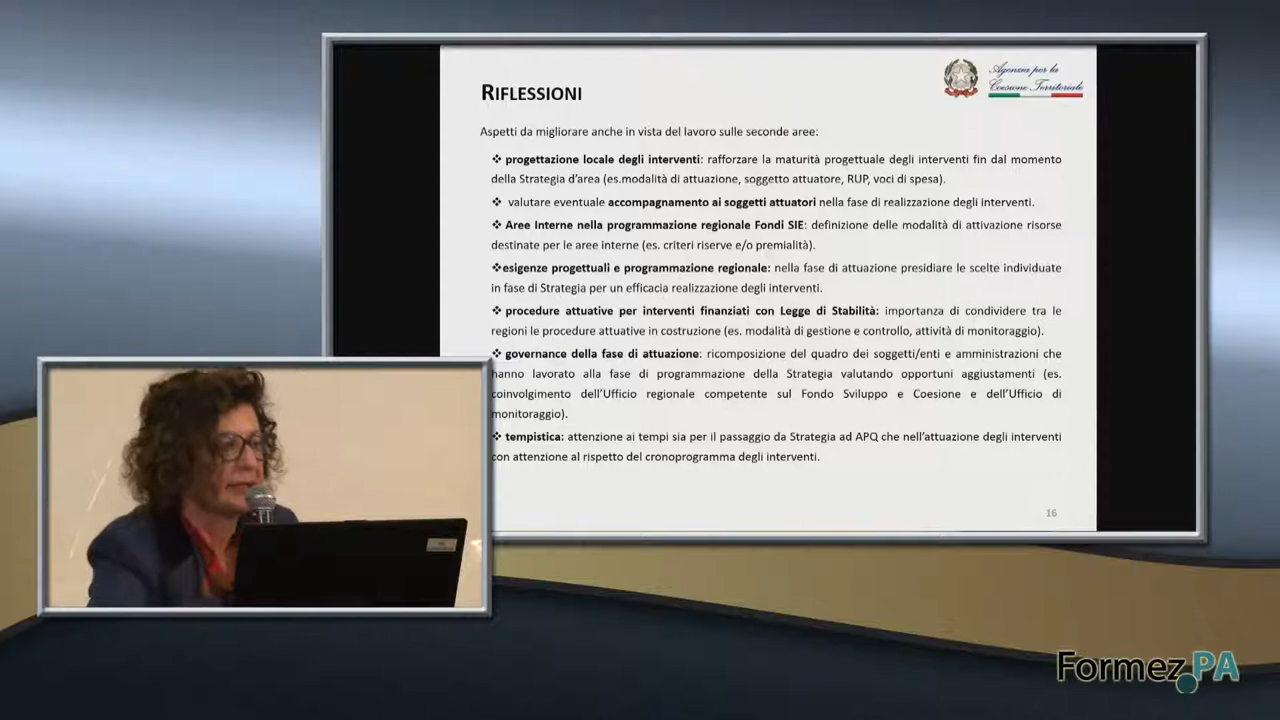 RIFLESSIONI
Agenzia per la
Coesione Territoriale
Aspetti da migliorare anche in vista del lavoro sulle seconde aree:
❖ progettazione locale degli interventi: rafforzare la maturità progettuale degli interventi fin dal momento
della Strategia d'area (es.modalità di attuazione, soggetto attuatore, RUP, voci di spesa).
❖ valutare eventuale accompagnamento ai soggetti attuatori nella fase di realizzazione degli interventi.
❖ Aree Interne nella programmazione regionale Fondi SIE: definizione delle modalità di attivazione risorse
destinate per le aree interne (es. criteri riserve e/o premialità).
❖esigenze progettuali e programmazione regionale: nella fase di attuazione presidiare le scelte individuate
in fase di Strategia per un efficacia realizzazione degli interventi.
❖ procedure attuative per interventi finanziati con Legge di Stabilità: importanza di condividere tra le
regioni le procedure attuative in costruzione (es. modalità di gestione e controllo, attività di monitoraggio).
❖ governance della fase di attuazione: ricomposizione del quadro dei soggetti/enti e amministrazioni che
hanno lavorato alla fase di programmazione della Strategia valutando opportuni aggiustamenti (es.
coinvolgimento dell'Ufficio regionale competente sul Fondo Sviluppo e Coesione e dell'Ufficio di
monitoraggio).
❖ tempistica: attenzione ai tempi sia per il passaggio da Strategia ad APQ che nell'attuazione degli interventi
con attenzione al rispetto del cronoprogramma degli interventi.
16
Formez PA